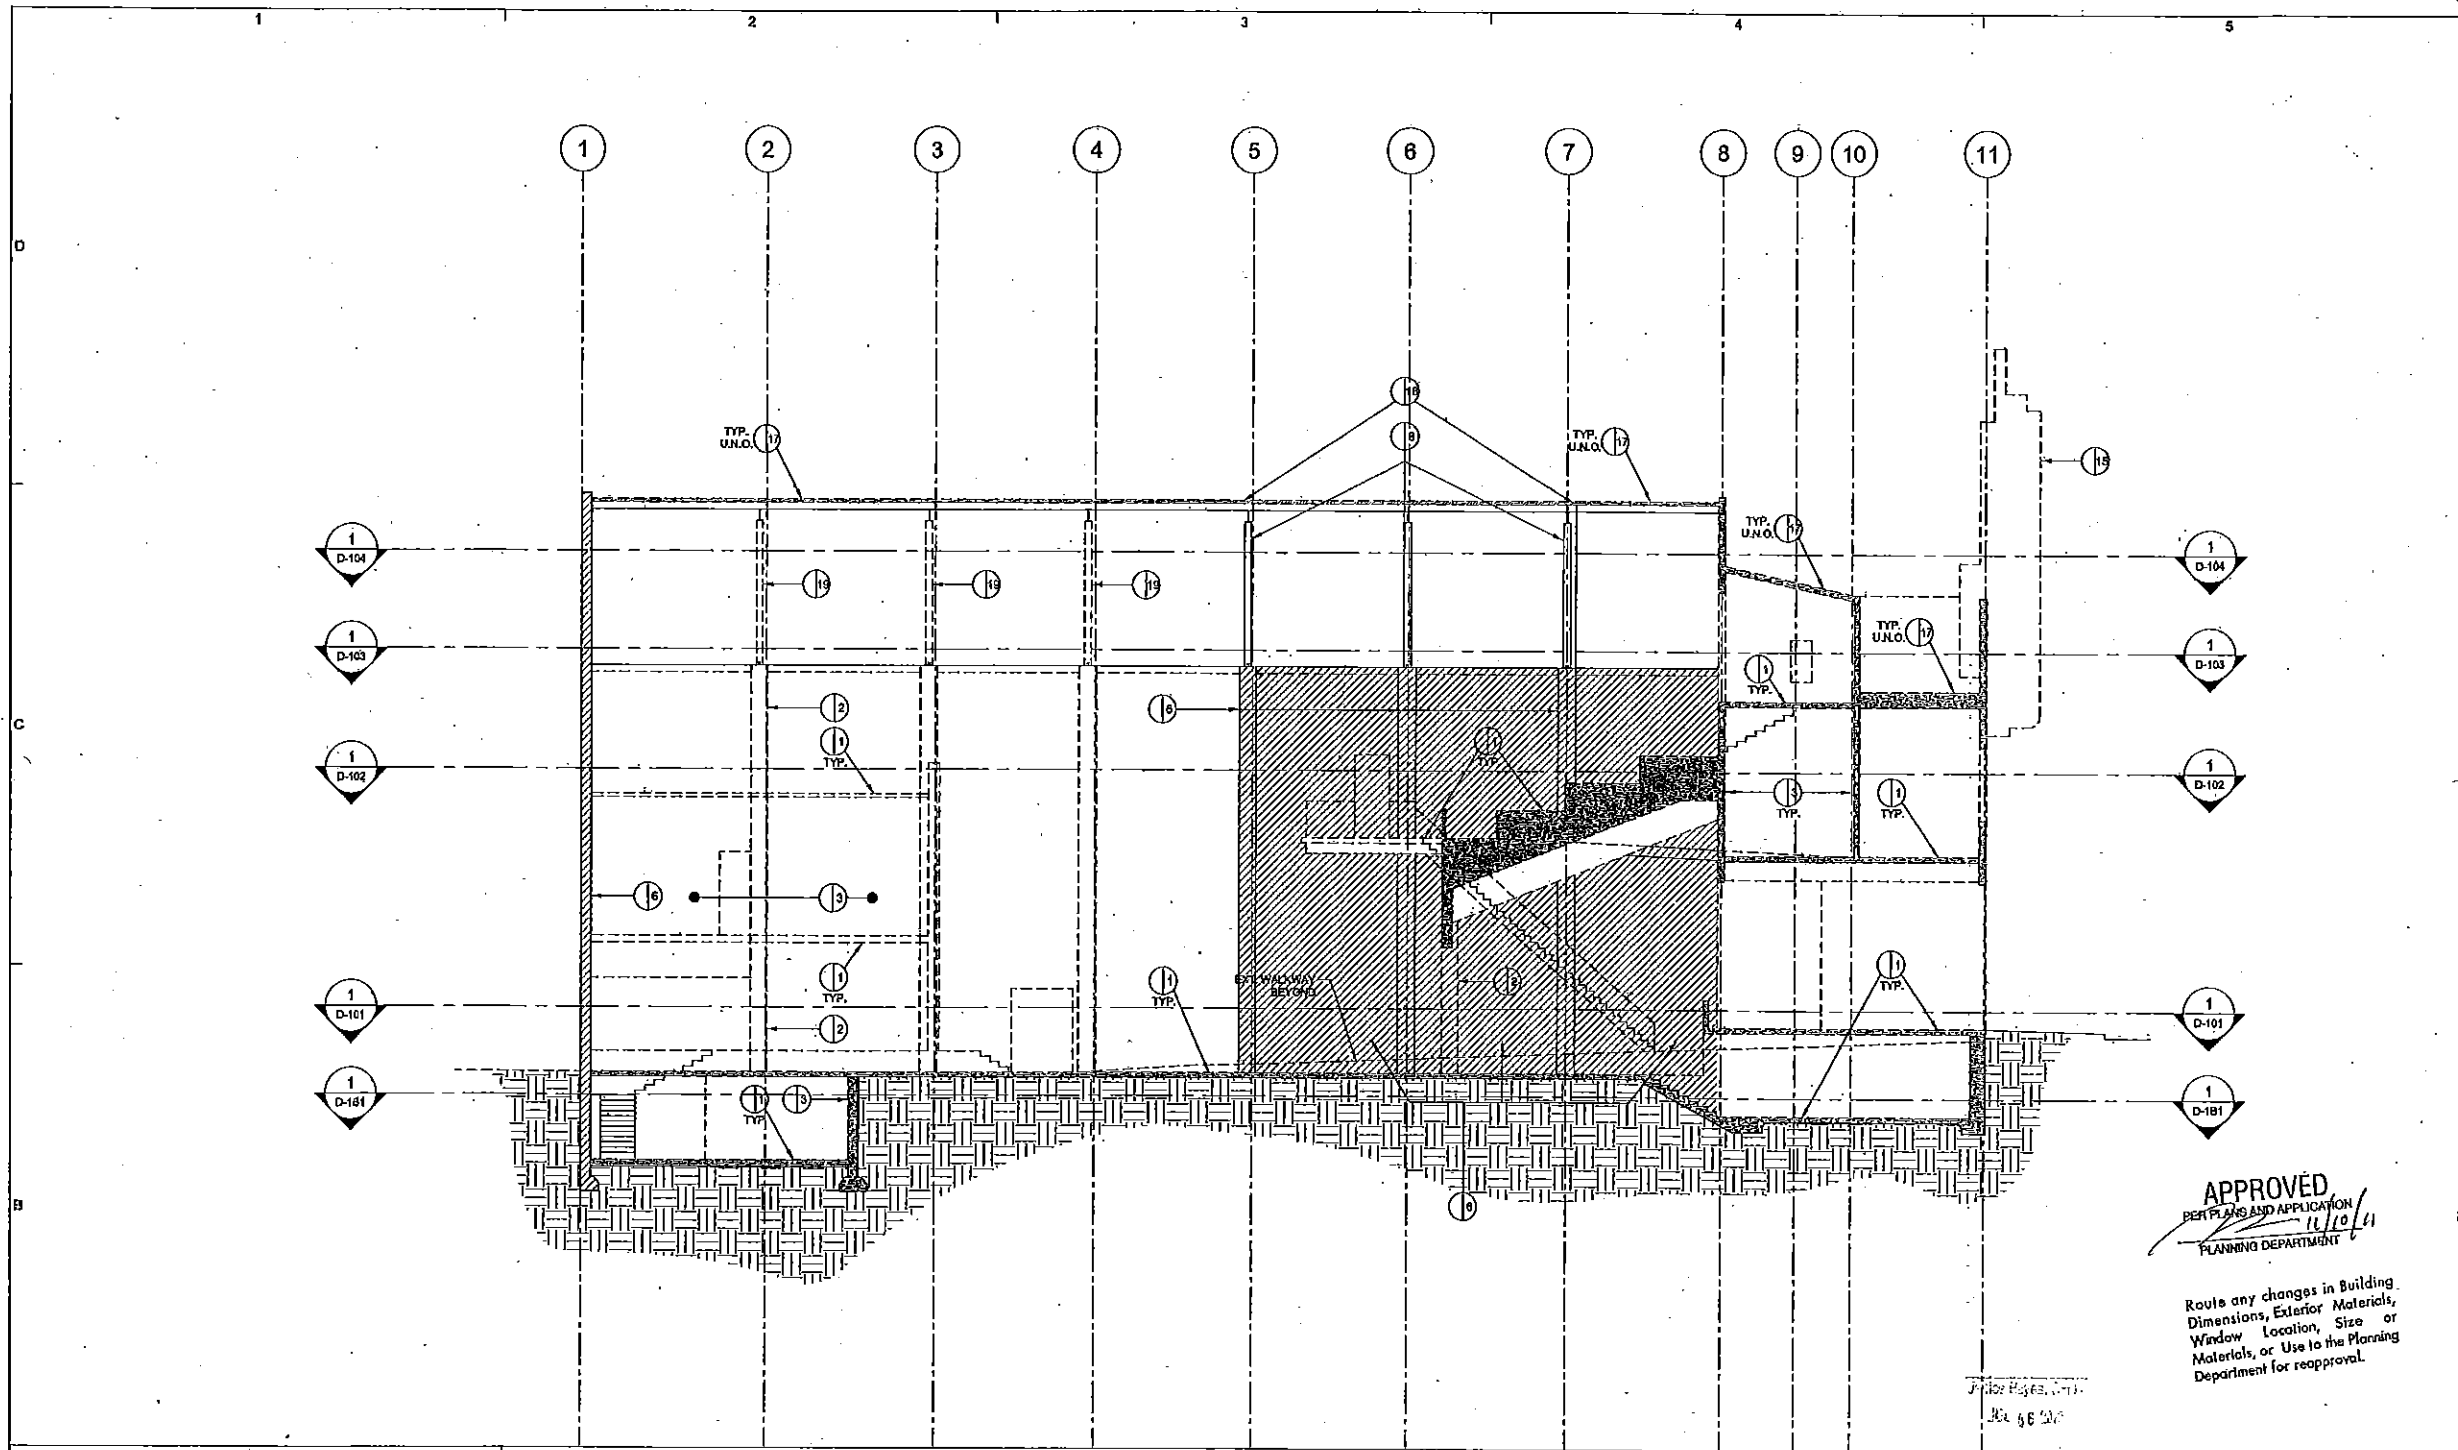 1 2 3 4 5
1 2 3 4 5 6 7 8 9 10 11
D
18
TYP. U.N.O. 17
8
TYP. U.N.O. 17
15
1 D-104
TYP. U.N.O. 17
1 D-104
19 19 19
1 D-103
TYP. U.N.O. 17
1 D-103
1 TYP.
2
6
C
1 TYP.
1 TYP.
1 D-102
1 D-102
3 TYP.
1 TYP.
6
3
1 TYP.
1 TYP.
EXT. WALKWAY
BEYOND
2
1 TYP.
1 D-101
1 D-101
2
1 D-181
1 TYP.
3
1 D-181
6
B
APPROVED
PER PLANS AND APPLICATION
11/10/11
PLANNING DEPARTMENT
Route any changes in Building
Dimensions, Exterior Materials,
Window Location, Size or
Materials, or Use to the Planning
Department for reapproval.